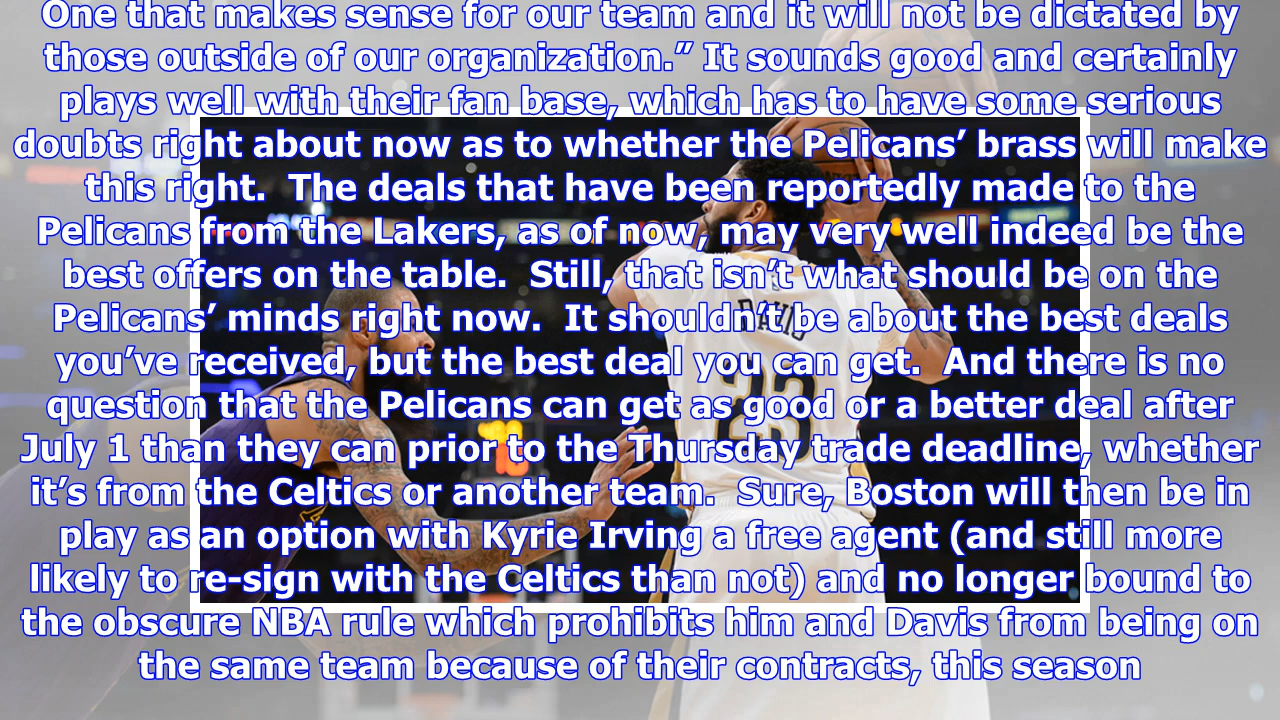 One that makes sense for our team and it will not be dictated by
those outside of our organization.” It sounds good and certainly
plays well with their fan base, which has to have some serious
doubts right about now as to whether the Pelicans’ brass will make
this right.  The deals that have been reportedly made to the
Pelicans from the Lakers, as of now, may very well indeed be the
best offers on the table.  Still, that isn’t what should be on the
Pelicans’ minds right now.  It shouldn’t be about the best deals
you’ve received, but the best deal you can get.  And there is no
question that the Pelicans can get as good or a better deal after
July 1 than they can prior to the Thursday trade deadline, whether
it’s from the Celtics or another team.  Sure, Boston will then be in
play as an option with Kyrie Irving a free agent (and still more
likely to re-sign with the Celtics than not) and no longer bound to
the obscure NBA rule which prohibits him and Davis from being on
the same team because of their contracts, this season
DAVIS
23